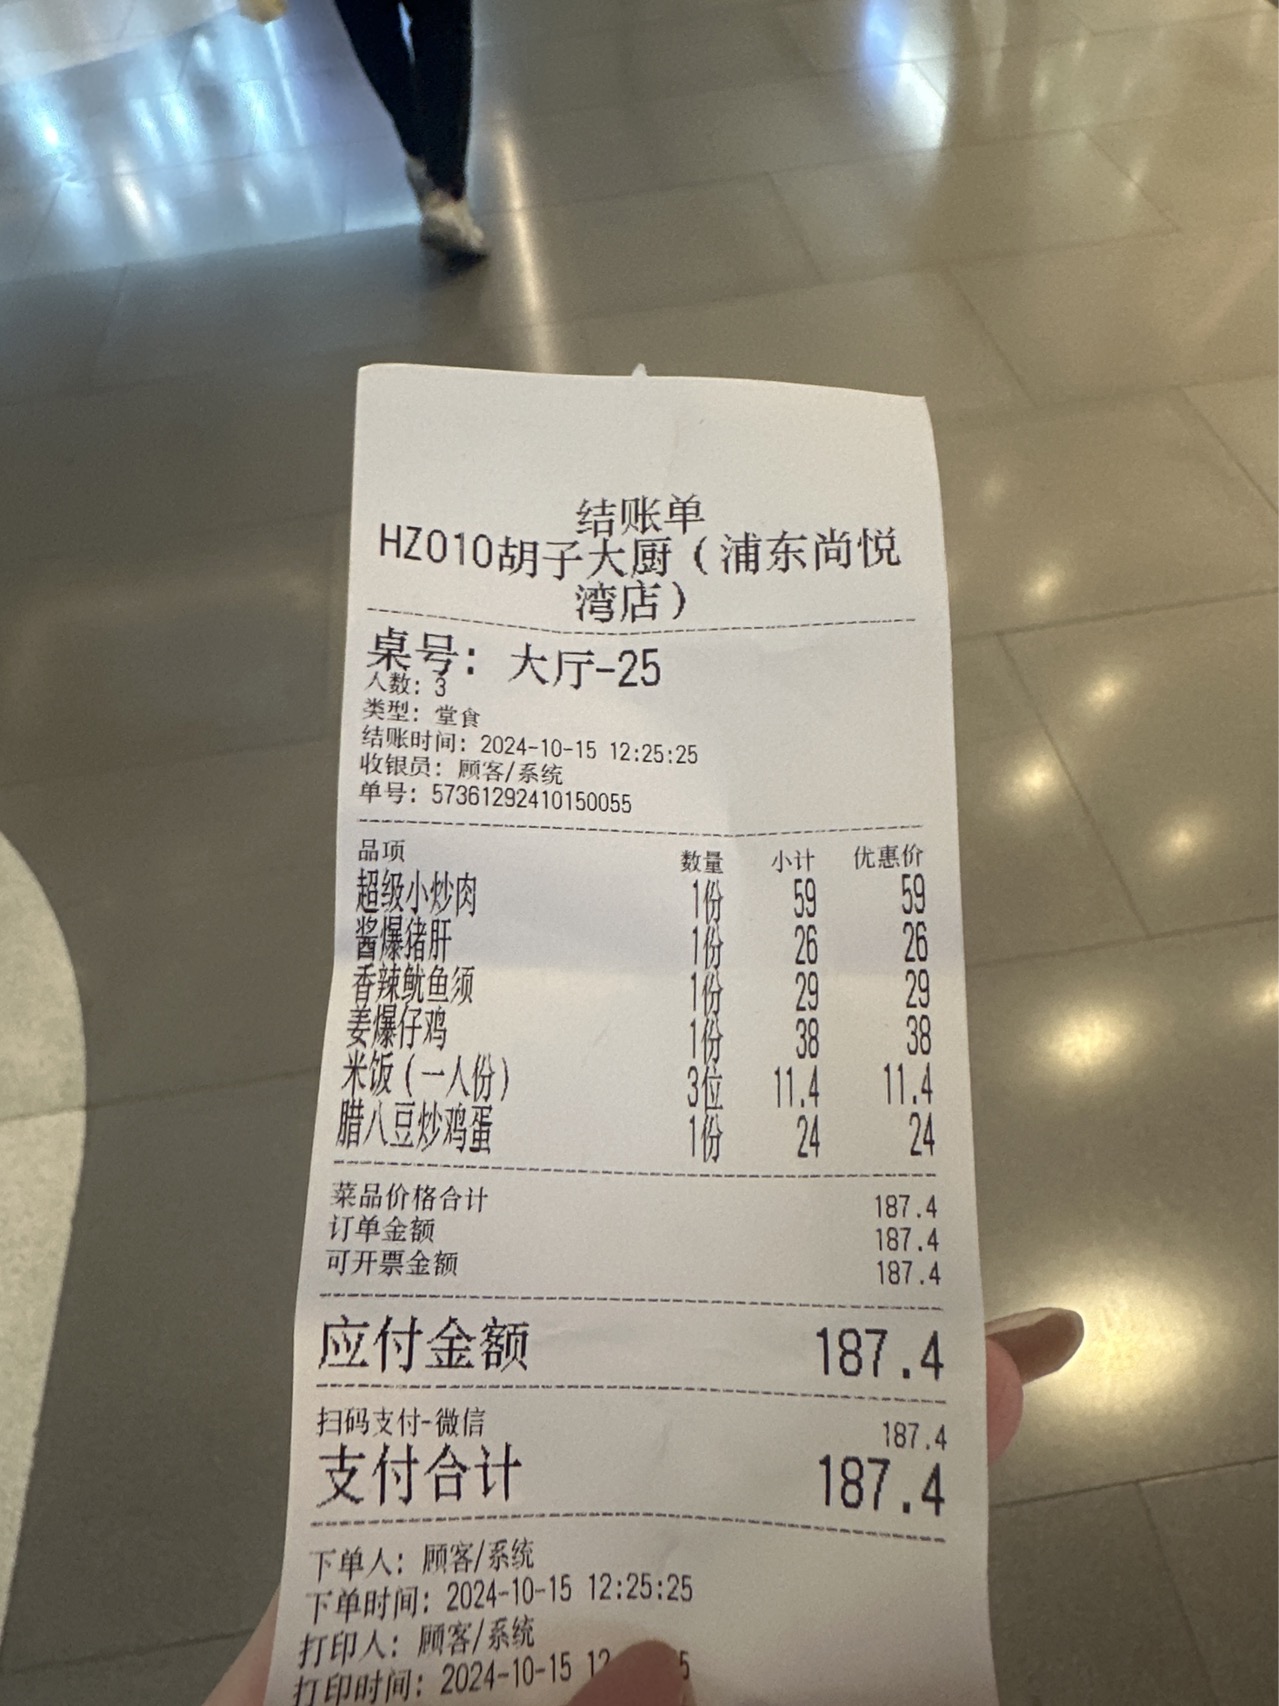 结账单
HZ010胡子大厨（浦东尚悦
湾店）
桌号：大厅-25
人数：3
类型：堂食
结账时间：2024-10-15 12:25:25
收银员：顾客/系统
单号：57361292410150055
品项 数量 小计 优惠价
超级小炒肉 1份 59 59
酱爆猪肝 1份 26 26
香辣鱿鱼须 1份 29 29
姜爆仔鸡 1份 38 38
米饭（一人份） 3位 11.4 11.4
腊八豆炒鸡蛋 1份 24 24
菜品价格合计 187.4
订单金额 187.4
可开票金额 187.4
应付金额 187.4
扫码支付-微信 187.4
支付合计 187.4
下单人：顾客/系统
下单时间：2024-10-15 12:25:25
打印人：顾客/系统
打印时间：2024-10-15 12